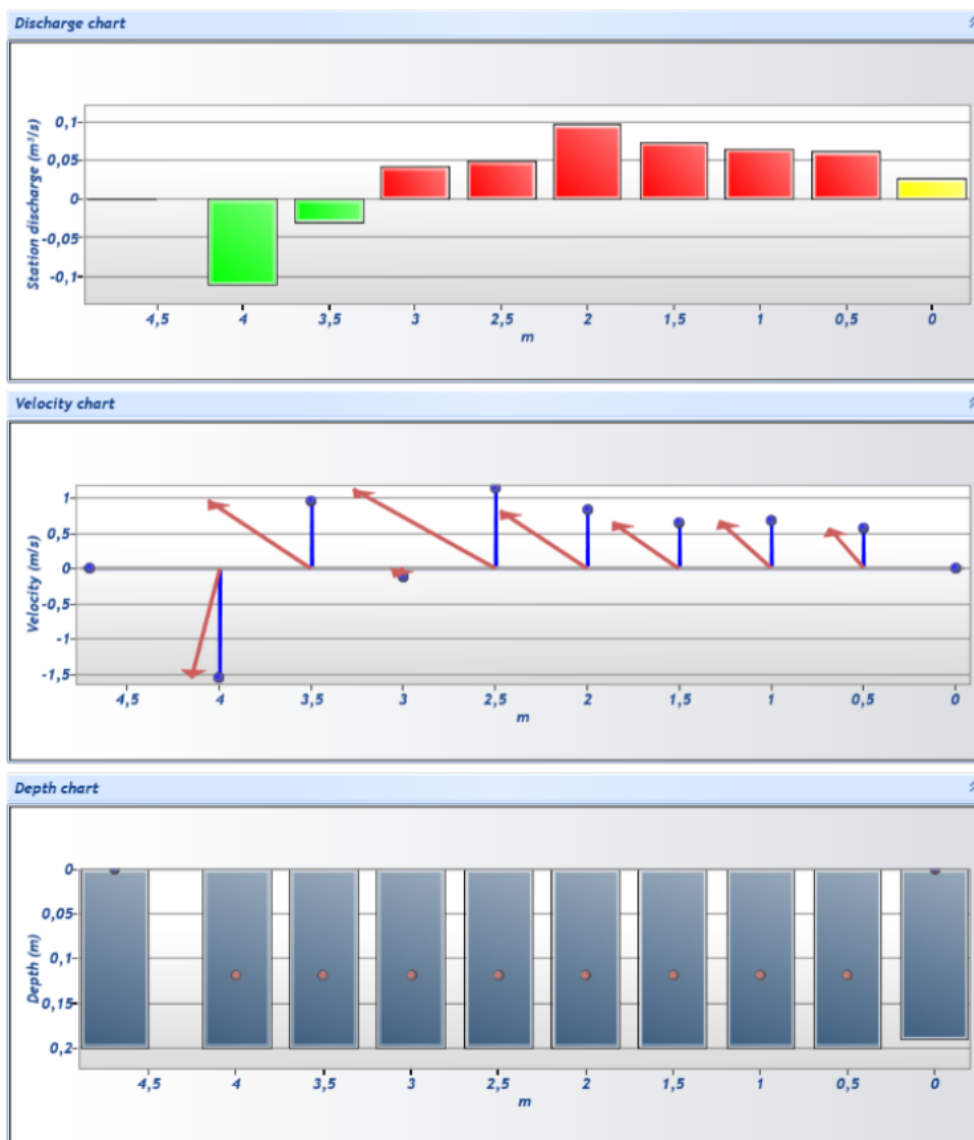 Discharge chart
Station discharge (m³/s)
0,1
0,05
0
-0,05
-0,1
4,5 4 3,5 3 2,5 2 1,5 1 0,5 0
m
Velocity chart
Velocity (m/s)
1
0,5
0
-0,5
-1
-1,5
4,5 4 3,5 3 2,5 2 1,5 1 0,5 0
m
Depth chart
Depth (m)
0
0,05
0,1
0,15
0,2
4,5 4 3,5 3 2,5 2 1,5 1 0,5 0
m